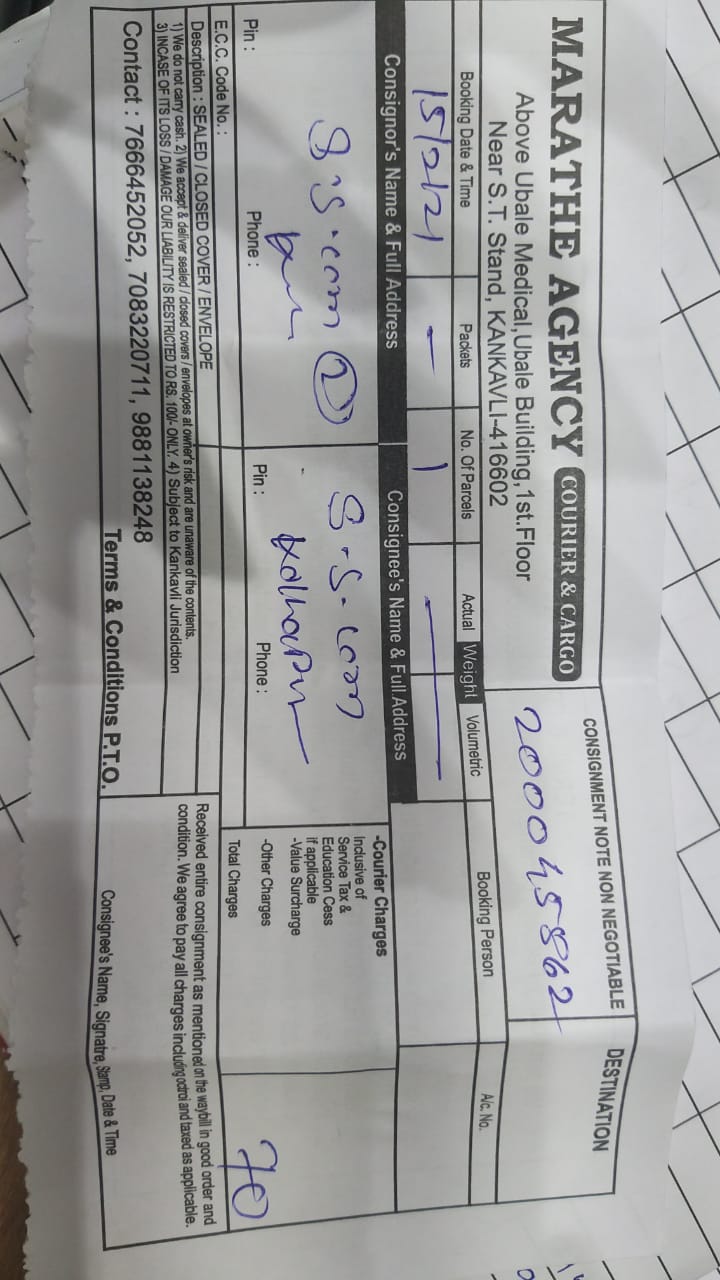 MARATHE AGENCY COURIER & CARGO
Above Ubale Medical, Ubale Building, 1st.Floor
Near S.T. Stand, KANKAVLI-416602
CONSIGNMENT NOTE NON NEGOTIABLE
200045862
DESTINATION
Booking Date & Time
Packets
No. Of Parcels
Actual Weight Volumetric
Booking Person
A/c. No.
15/2/21 — 1 —
Consignor's Name & Full Address
Consignee's Name & Full Address
S.S.com 2
Pin : Phone :
S.S.com
Kolhapur
Pin : Phone :
-Courier Charges
Inclusive of
Service Tax &
Education Cess
if applicable
-Value Surcharge
-Other Charges
Total Charges
70
E.C.C. Code No. :
Description : SEALED / CLOSED COVER / ENVELOPE
1) We do not carry cash. 2) We accept & deliver sealed / closed covers / envelopes at owner's risk and are unaware of the contents.
3) INCASE OF ITS LOSS / DAMAGE OUR LIABILITY IS RESTRICTED TO RS. 100/- ONLY. 4) Subject to Kankavli Jurisdiction
Contact : 7666452052, 7083220711, 9881138248
Terms & Conditions P.T.O.
Received entire consignment as mentioned on the waybill in good order and
condition. We agree to pay all charges including octroi and taxed as applicable.
Consignee's Name, Signatre, Stamp, Date & Time